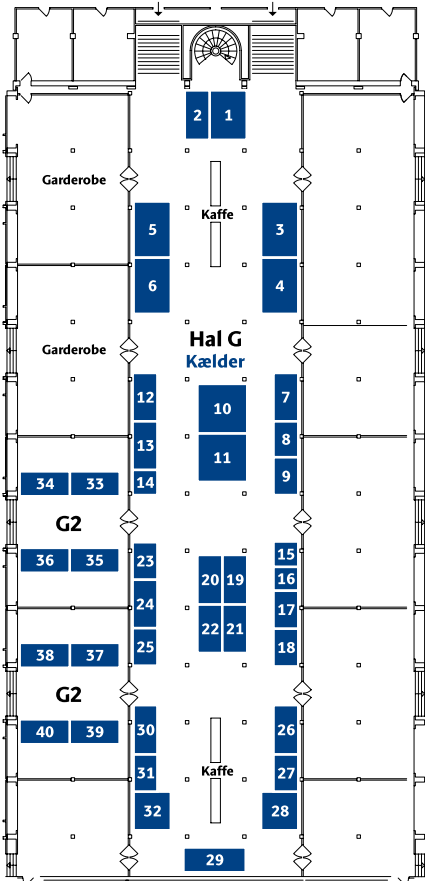 2 1
Garderobe
Kaffe
5 3
6 4
Hal G
Kælder
Garderobe
12 10 7
13 11 8
14 9
34 33
G2
36 35
23 20 19 15
16
24 22 21 17
25 18
38 37
G2
40 39
30 26
31 Kaffe 27
32 28
29